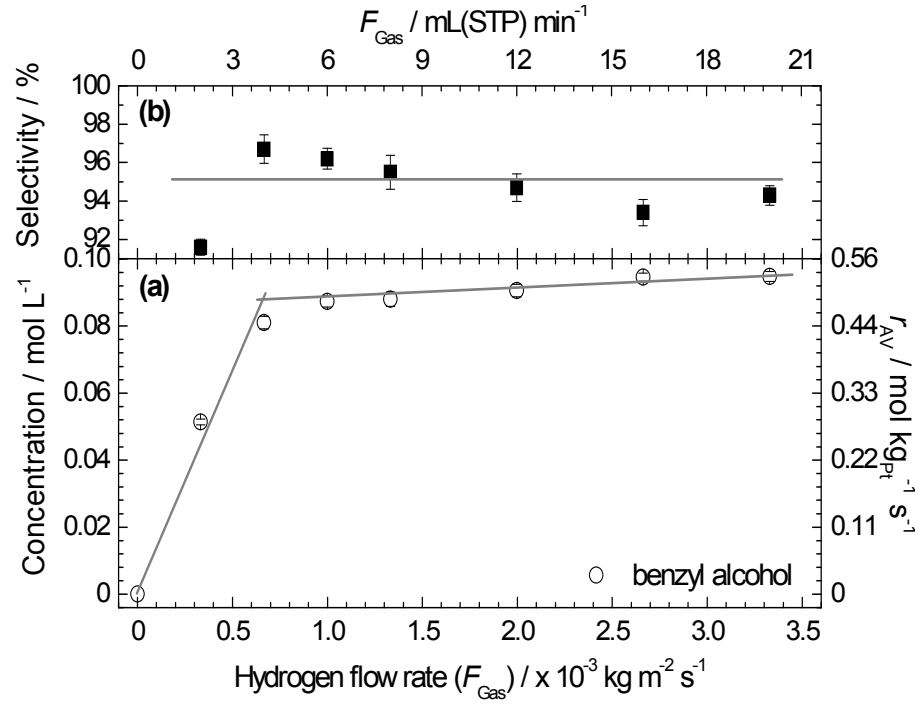 F_Gas / mL(STP) min⁻¹
0 3 6 9 12 15 18 21
Selectivity / %
100
98
96
94
92
(b)
Concentration / mol L⁻¹
0.10
0.08
0.06
0.04
0.02
0
(a)
benzyl alcohol
0.56
0.44
0.33
0.22
0.11
0
r_AV / mol kg_Pt⁻¹ s⁻¹
0 0.5 1.0 1.5 2.0 2.5 3.0 3.5
Hydrogen flow rate (F_Gas) / x 10⁻³ kg m⁻² s⁻¹